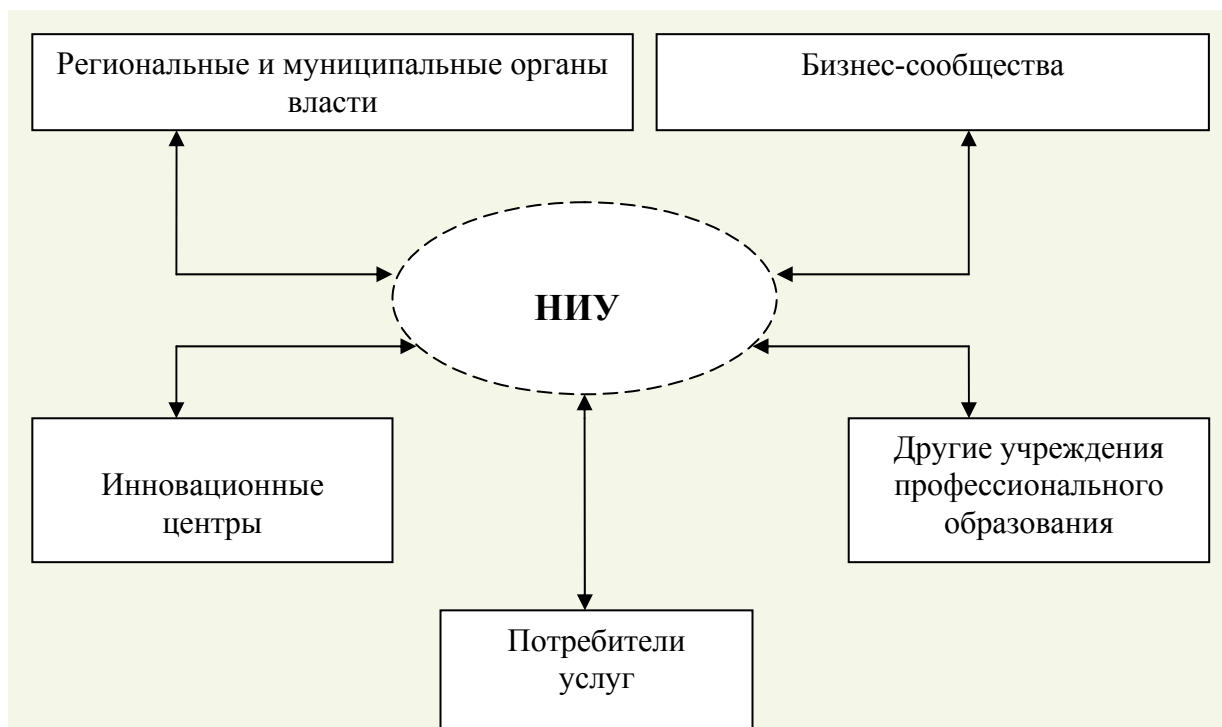 Региональные и муниципальные органы
власти
Бизнес-сообщества
НИУ
Инновационные
центры
Другие учреждения
профессионального
образования
Потребители
услуг